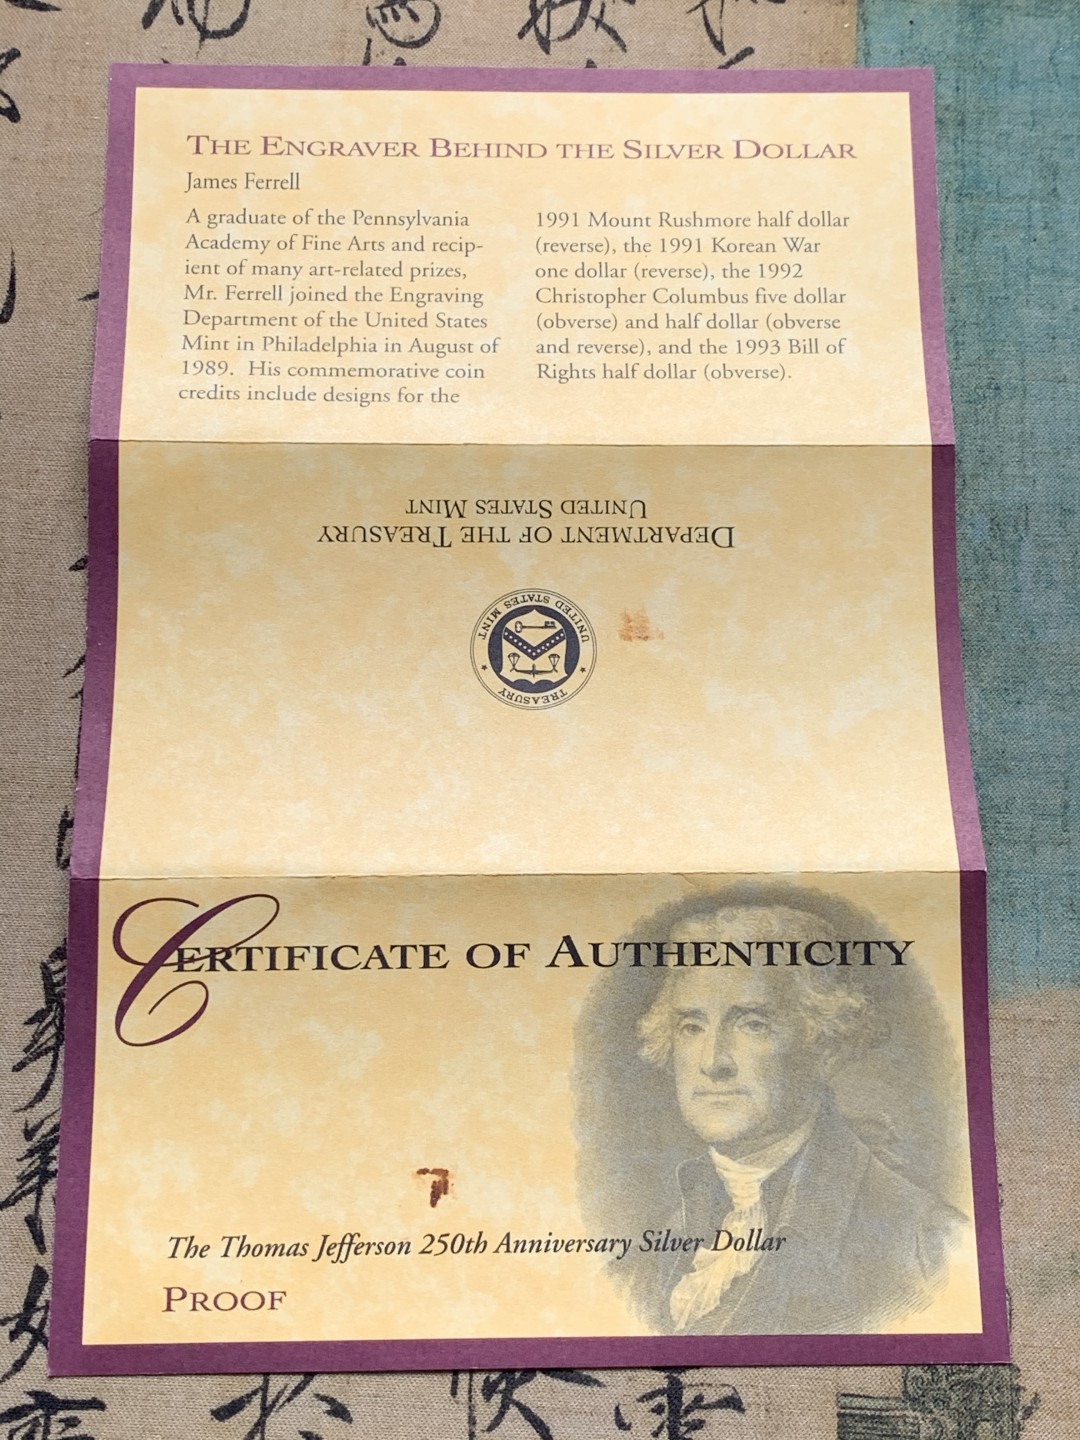 THE ENGRAVER BEHIND THE SILVER DOLLAR
James Ferrell
A graduate of the Pennsylvania
Academy of Fine Arts and recip-
ient of many art-related prizes,
Mr. Ferrell joined the Engraving
Department of the United States
Mint in Philadelphia in August of
1989. His commemorative coin
credits include designs for the
1991 Mount Rushmore half dollar
(reverse), the 1991 Korean War
one dollar (reverse), the 1992
Christopher Columbus five dollar
(obverse) and half dollar (obverse
and reverse), and the 1993 Bill of
Rights half dollar (obverse).
DEPARTMENT OF THE TREASURY
UNITED STATES MINT
TREASURY
UNITED STATES MINT
CERTIFICATE OF AUTHENTICITY
The Thomas Jefferson 250th Anniversary Silver Dollar
PROOF